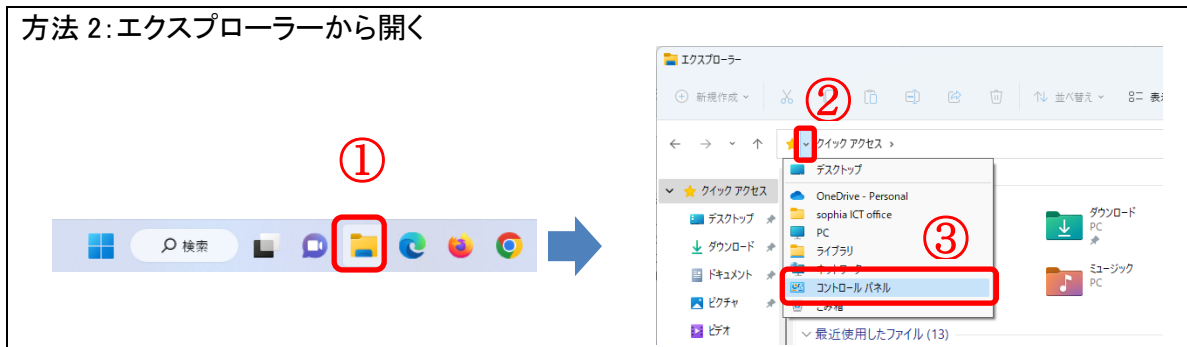 方法 2:エクスプローラーから開く
①
検索
エクスプローラー
新規作成
並べ替え
②
クイック アクセス
デスクトップ
クイック アクセス
OneDrive - Personal
デスクトップ
sophia ICT office
PC
③
ダウンロード
PC
ダウンロード
ライブラリ
ドキュメント
ネットワーク
コントロール パネル
ミュージック
PC
ピクチャ
ごみ箱
ビデオ
最近使用したファイル (13)